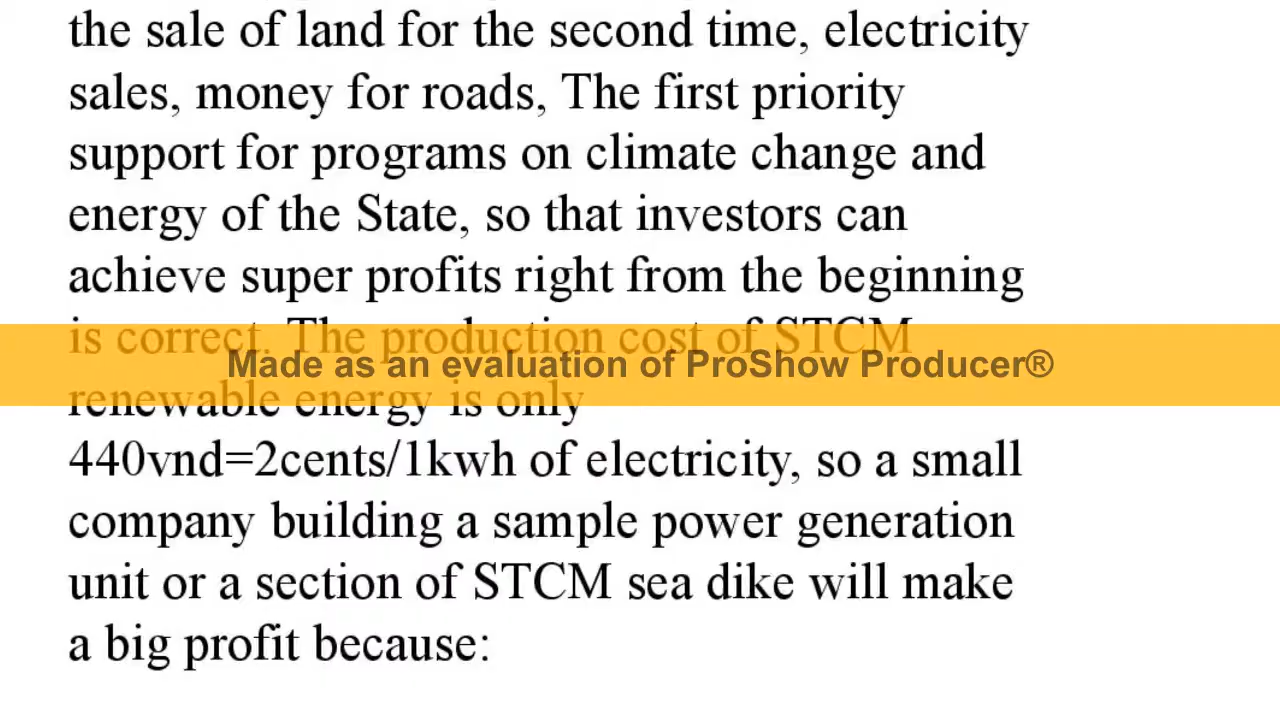 the sale of land for the second time, electricity
sales, money for roads, The first priority
support for programs on climate change and
energy of the State, so that investors can
achieve super profits right from the beginning
is correct. The production cost of STCM
Made as an evaluation of ProShow Producer®
renewable energy is only
440vnd=2cents/1kwh of electricity, so a small
company building a sample power generation
unit or a section of STCM sea dike will make
a big profit because: